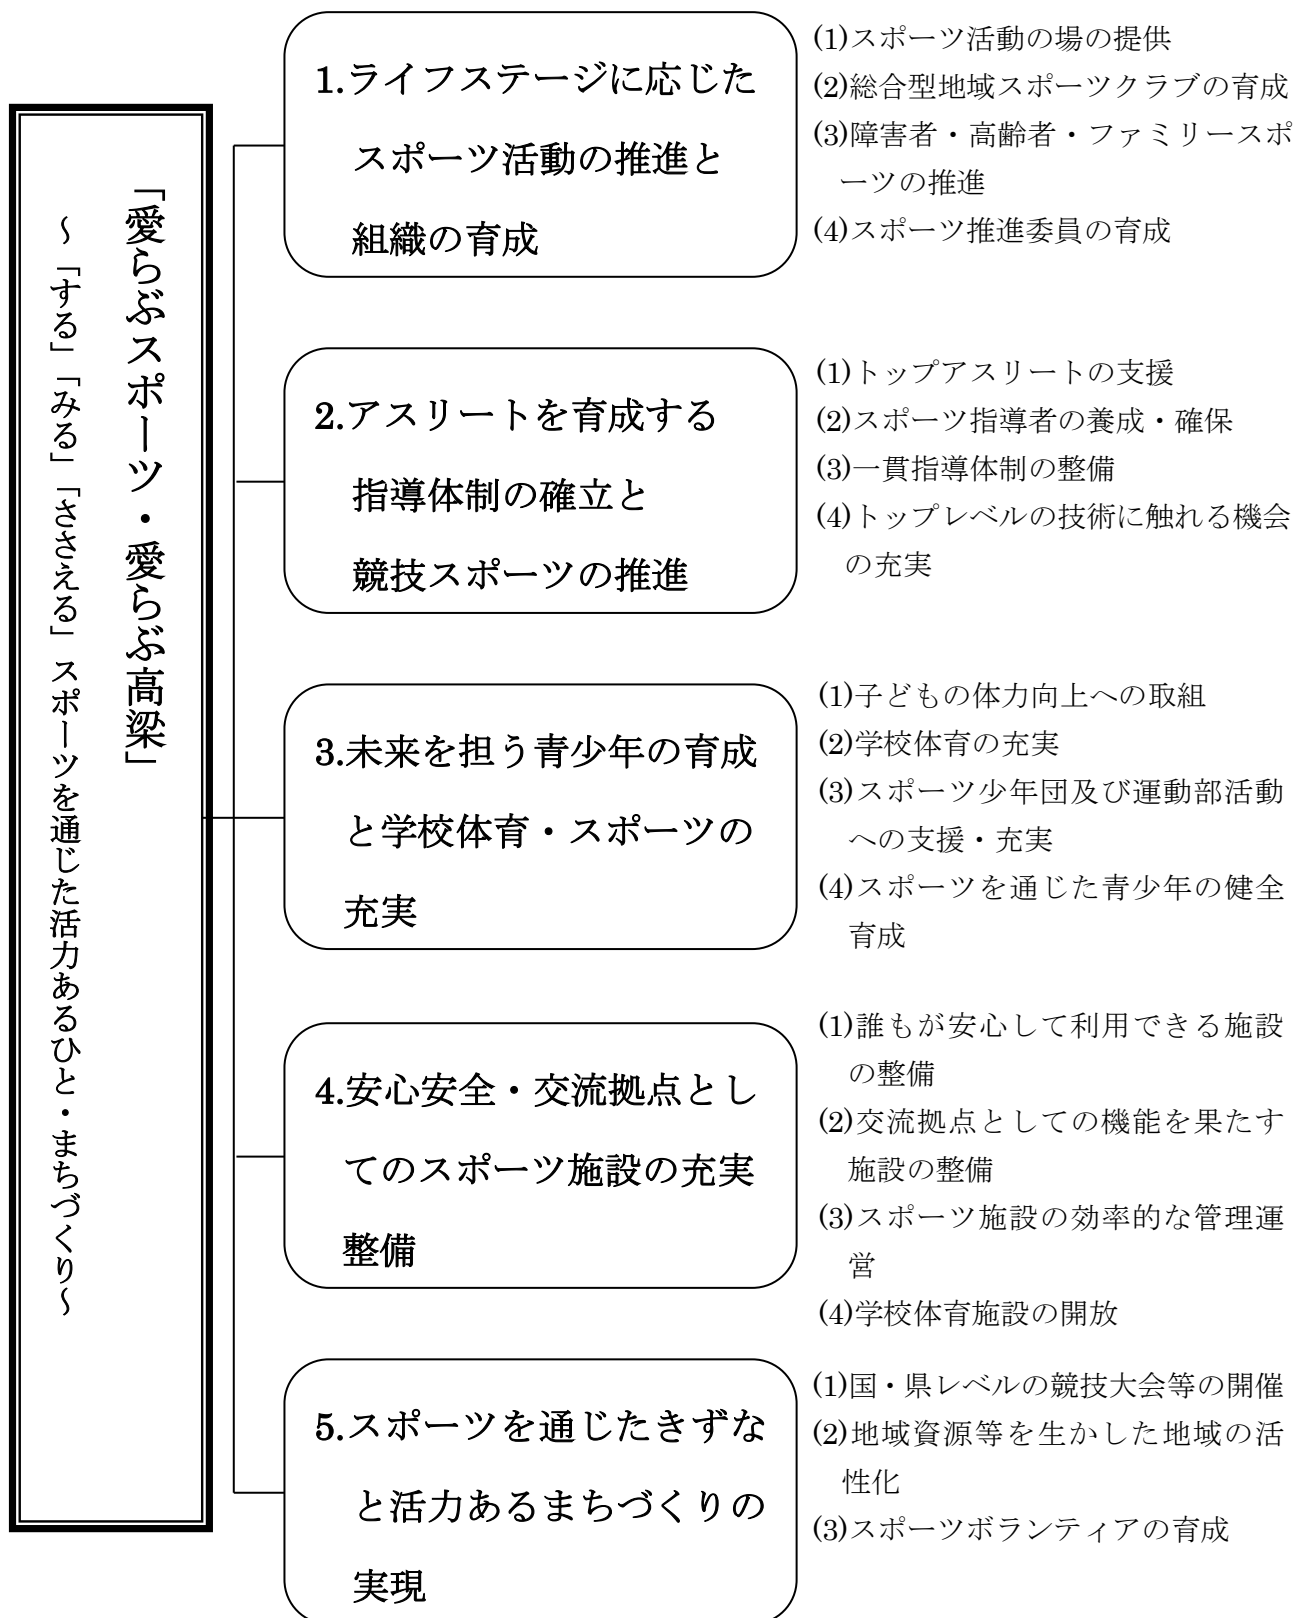 「愛らぶスポーツ・愛らぶ高梁」
～「する」「みる」「ささえる」スポーツを通じた活力あるひと・まちづくり～
1.ライフステージに応じた
スポーツ活動の推進と
組織の育成
(1)スポーツ活動の場の提供
(2)総合型地域スポーツクラブの育成
(3)障害者・高齢者・ファミリースポ
ーツの推進
(4)スポーツ推進委員の育成
2.アスリートを育成する
指導体制の確立と
競技スポーツの推進
(1)トップアスリートの支援
(2)スポーツ指導者の養成・確保
(3)一貫指導体制の整備
(4)トップレベルの技術に触れる機会
の充実
3.未来を担う青少年の育成
と学校体育・スポーツの
充実
(1)子どもの体力向上への取組
(2)学校体育の充実
(3)スポーツ少年団及び運動部活動
への支援・充実
(4)スポーツを通じた青少年の健全
育成
4.安心安全・交流拠点とし
てのスポーツ施設の充実
整備
(1)誰もが安心して利用できる施設
の整備
(2)交流拠点としての機能を果たす
施設の整備
(3)スポーツ施設の効率的な管理運
営
(4)学校体育施設の開放
5.スポーツを通じたきずな
と活力あるまちづくりの
実現
(1)国・県レベルの競技大会等の開催
(2)地域資源等を生かした地域の活
性化
(3)スポーツボランティアの育成